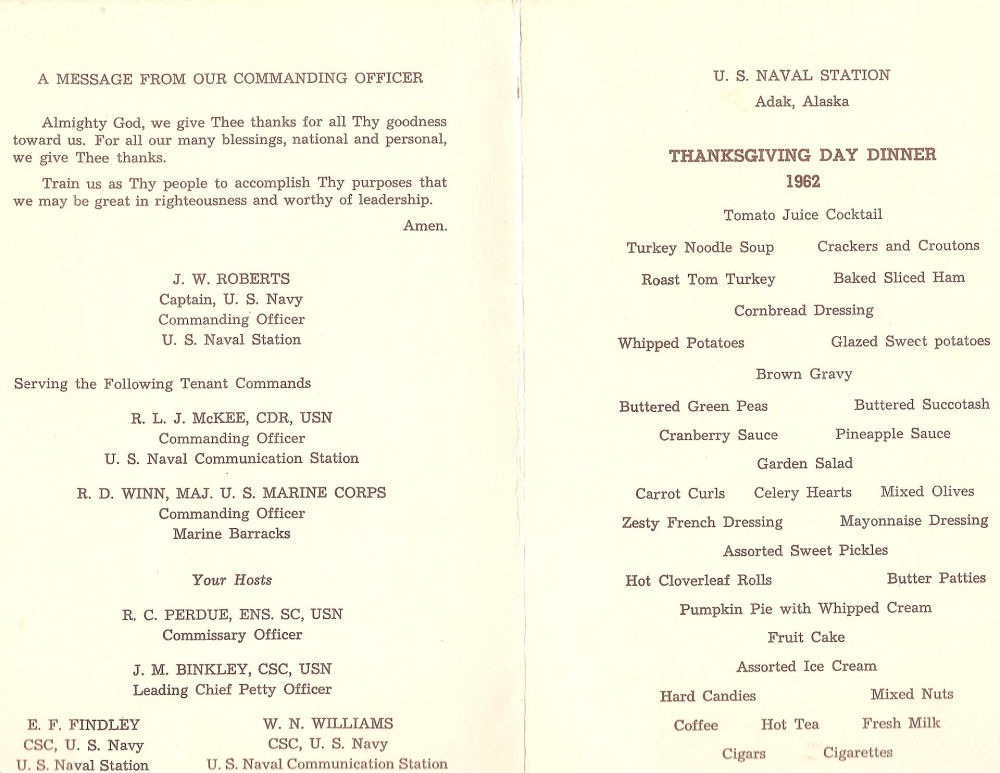 A MESSAGE FROM OUR COMMANDING OFFICER
Almighty God, we give Thee thanks for all Thy goodness
toward us. For all our many blessings, national and personal,
we give Thee thanks.
Train us as Thy people to accomplish Thy purposes that
we may be great in righteousness and worthy of leadership.
Amen.
J. W. ROBERTS
Captain, U. S. Navy
Commanding Officer
U. S. Naval Station
Serving the Following Tenant Commands
R. L. J. McKEE, CDR, USN
Commanding Officer
U. S. Naval Communication Station
R. D. WINN, MAJ. U. S. MARINE CORPS
Commanding Officer
Marine Barracks
Your Hosts
R. C. PERDUE, ENS. SC, USN
Commissary Officer
J. M. BINKLEY, CSC, USN
Leading Chief Petty Officer
E. F. FINDLEY
CSC, U. S. Navy
U. S. Naval Station
W. N. WILLIAMS
CSC, U. S. Navy
U. S. Naval Communication Station
U. S. NAVAL STATION
Adak, Alaska
THANKSGIVING DAY DINNER
1962
Tomato Juice Cocktail
Turkey Noodle Soup Crackers and Croutons
Roast Tom Turkey Baked Sliced Ham
Cornbread Dressing
Whipped Potatoes Glazed Sweet potatoes
Brown Gravy
Buttered Green Peas Buttered Succotash
Cranberry Sauce Pineapple Sauce
Garden Salad
Carrot Curls Celery Hearts Mixed Olives
Zesty French Dressing Mayonnaise Dressing
Assorted Sweet Pickles
Hot Cloverleaf Rolls Butter Patties
Pumpkin Pie with Whipped Cream
Fruit Cake
Assorted Ice Cream
Hard Candies Mixed Nuts
Coffee Hot Tea Fresh Milk
Cigars Cigarettes